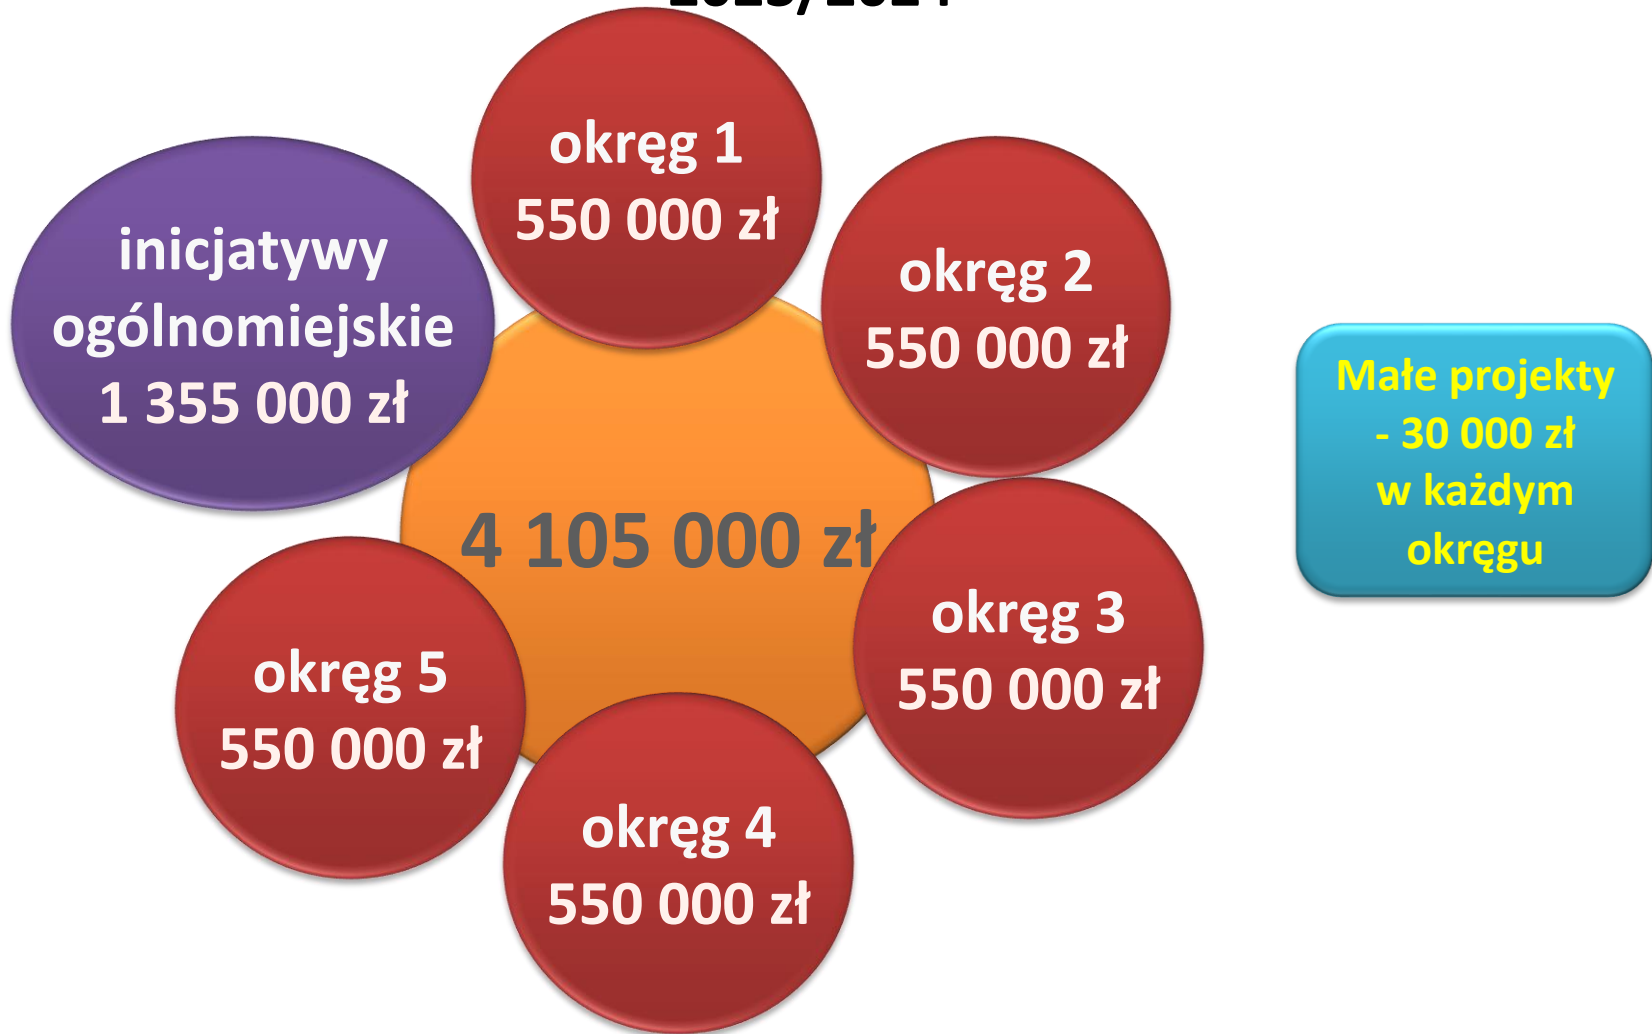 okręg 1
550 000 zł
okręg 2
550 000 zł
inicjatywy
ogólnomiejskie
1 355 000 zł
Małe projekty
- 30 000 zł
w każdym
okręgu
4 105 000 zł
okręg 3
550 000 zł
okręg 5
550 000 zł
okręg 4
550 000 zł